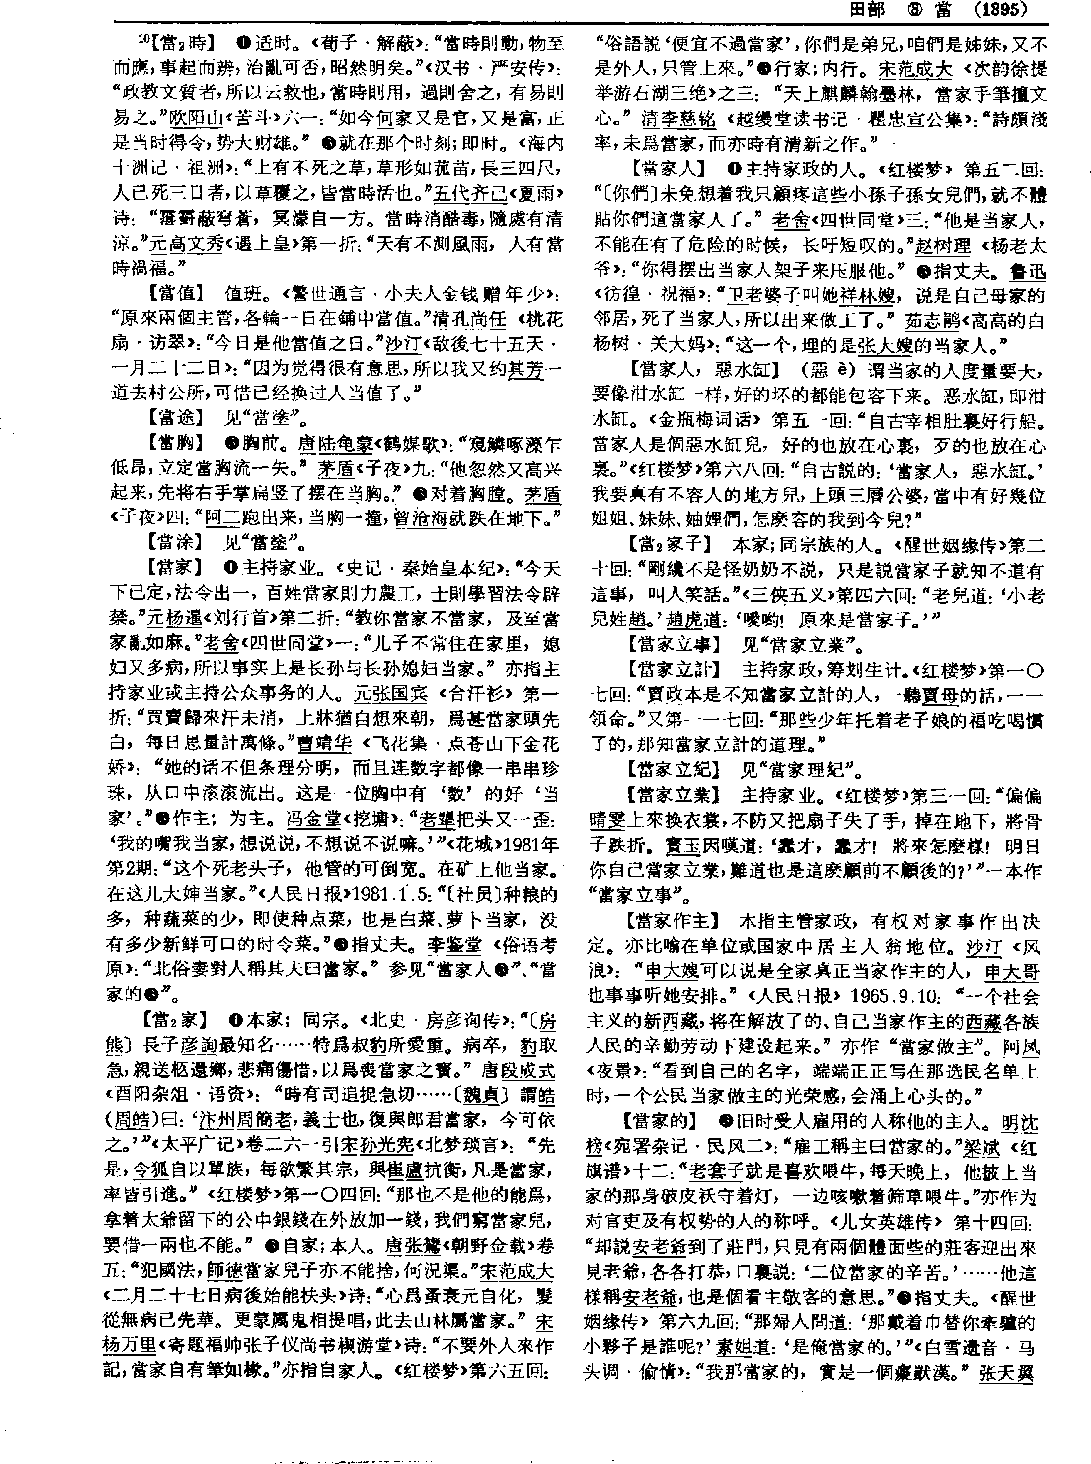 田部 ⑧ 當 (1395)
10【當2時】 ❶适时。《荀子·解蔽》：“當時則動，物至
而應，事起而辨，治亂可否，昭然明矣。”《汉书·严安传》：
“政教文質者，所以云救也，當時則用，過則舍之，有易則
易之。”欧阳山《苦斗》六一：“如今何家又是官，又是富，正
是当时得令，势大财雄。” ❷就在那个时刻；即时。《海内
十洲记·祖洲》：“上有不死之草，草形如菰苗，長三四尺，
人已死三日者，以草覆之，皆當時活也。”五代齐己《夏雨》
诗：“靉蔽穹蒼，冥濛自一方。當時消酷毒，隨處有清
涼。”元高文秀《遇上皇》第一折：“天有不測風雨，人有當
時禍福。”
【當值】 值班。《警世通言·小夫人金钱赠年少》：
“原來兩個主管，各輪一日在鋪中當值。”清孔尚任《桃花
扇·访翠》：“今日是他當值之日。”沙汀《敌後七十五天·
一月二十二日》：“因为觉得很有意思，所以我又约其芳一
道去村公所，可惜已经换过人当值了。”
【當途】 见“當塗”。
【當胸】 ❶胸前。唐陆龟蒙《鹤媒歌》：“窺鱗啄藻乍
低昂，立定當胸流一矢。”茅盾《子夜》九：“他忽然又高兴
起来，先将右手掌扁竖了摆在当胸。” ❷对着胸膛。茅盾
《子夜》四：“阿二跑出来，当胸一撞，曾沧海就跌在地下。”
【當涂】 见“當塗”。
【當家】 ❶主持家业。《史记·秦始皇本纪》：“今天
下已定，法令出一，百姓當家則力農工，士則學習法令辟
禁。”元杨暹《刘行首》第二折：“教你當家不當家，及至當
家亂如麻。”老舍《四世同堂》一：“儿子不常住在家里，媳
妇又多病，所以事实上是长孙与长孙媳妇当家。”亦指主
持家业或主持公众事务的人。元张国宾《合汗衫》第一
折：“買賣歸來汗未消，上牀猶自想來朝，爲甚當家頭先
白，每日思量計萬條。”曹靖华《飞花集·点苍山下金花
娇》：“她的话不但条理分明，而且连数字都像一串串珍
珠，从口中滚滚流出。这是一位胸中有‘数’的好‘当
家’。”❷作主；为主。冯金堂《挖塘》：“老犟把头又一歪：
‘我的嘴我当家，想说说，不想说不说嘛。’”《花城》1981年
第2期：“这个死老头子，他管的可倒宽。在矿上他当家。
在这儿大婶当家。”《人民日报》1981.1.5：“〔社员〕种粮的
多，种蔬菜的少，即使种点菜，也是白菜、萝卜当家，没
有多少新鲜可口的时令菜。”❸指丈夫。李鉴堂《俗语考
原》：“北俗妻對人稱其夫曰當家。”参见“當家人❷”、“當
家的❷”。
【當2家】 ❶本家；同宗。《北史·房彦询传》：“〔房
熊〕長子彥詢最知名……特爲叔豹所愛重。病卒，豹取
急，親送柩還鄉，悲痛傷惜，以爲喪當家之寶。”唐段成式
《酉阳杂俎·语资》：“時有司追捉急切……〔魏貞〕謂皓
(周皓)曰：‘汴州周簡老，義士也，復與郎君當家，今可依
之。’”《太平广记》卷二六一引宋孙光宪《北梦琐言》：“先
是，令狐自以單族，每欲繁其宗，與崔盧抗衡，凡是當家，
率皆引進。”《红楼梦》第一〇四回：“那也不是他的能爲，
拿着太爺留下的公中銀錢在外放加一錢，我們窮當家兒，
要借一兩也不能。”❷自家；本人。唐张鷟《朝野佥载》卷
五：“犯國法，師德當家兒子亦不能捨，何況渠。”宋范成大
《二月二十七日病後始能扶头》诗：“心爲蚤衰元自化，髮
從無病已先華。更蒙厲鬼相提唱，此去山林屬當家。”宋
杨万里《寄题福帅张子仪尚书禊游堂》诗：“不要外人來作
記，當家自有筆如椽。”亦指自家人。《红楼梦》第六五回：
“俗語説‘便宜不過當家’，你們是弟兄，咱們是姊妹，又不
是外人，只管上來。”❸行家；内行。宋范成大《次韵徐提
举游石湖三绝》之三：“天上麒麟翰墨林，當家手筆擅文
心。”清李慈铭《越缦堂读书记·瞿忠宣公集》：“詩頗淺
率，未爲當家，而亦時有清新之作。”
【當家人】 ❶主持家政的人。《红楼梦》第五二回：
“〔你們〕未免想着我只顧疼這些小孫子孫女兒們，就不體
貼你們這當家人了。”老舍《四世同堂》三：“他是当家人，
不能在有了危险的时候，长吁短叹的。”赵树理《杨老太
爷》：“你得摆出当家人架子来压服他。” ❷指丈夫。鲁迅
《彷徨·祝福》：“卫老婆子叫她祥林嫂，说是自己母家的
邻居，死了当家人，所以出来做工了。”茹志鹃《高高的白
杨树·关大妈》：“这一个，埋的是张大嫂的当家人。”
【當家人，惡水缸】 (惡 è) 谓当家的人度量要大，
要像泔水缸一样，好的坏的都能包容下来。恶水缸，即泔
水缸。《金瓶梅词话》第五一回：“自古宰相肚裏好行船。
當家人是個惡水缸兒，好的也放在心裏，歹的也放在心
裏。”《红楼梦》第六八回：“自古説的：‘當家人，惡水缸。’
我要真有不容人的地方兒，上頭三層公婆，當中有好幾位
姐姐、妹妹、妯娌們，怎麽容的我到今兒？”
【當2家子】 本家；同宗族的人。《醒世姻缘传》第二
十回：“剛纔不是怪奶奶不説，只是説當家子就知不道有
這事，叫人笑話。”《三侠五义》第四六回：“老兒道：‘小老
兒姓趙。’趙虎道：‘噯喲！原來是當家子。’”
【當家立事】 见“當家立業”。
【當家立計】 主持家政，筹划生计。《红楼梦》第一〇
七回：“賈政本是不知當家立計的人，一聽賈母的話，一一
領命。”又第一一七回：“那些少年托着老子娘的福吃喝慣
了的，那知當家立計的道理。”
【當家立紀】 见“當家理紀”。
【當家立業】 主持家业。《红楼梦》第三一回：“偏偏
晴雯上來换衣裳，不防又把扇子失了手，掉在地下，將骨
子跌折。寶玉因嘆道：‘蠢才，蠢才！將來怎麽樣！明日
你自己當家立業，難道也是這麽顧前不顧後的？’”一本作
“當家立事”。
【當家作主】 本指主管家政，有权对家事作出决
定。亦比喻在单位或国家中居主人翁地位。沙汀《风
浪》：“申大嫂可以说是全家真正当家作主的人，申大哥
也事事听她安排。”《人民日报》1965.9.10：“一个社会
主义的新西藏，将在解放了的、自己当家作主的西藏各族
人民的辛勤劳动下建设起来。”亦作“當家做主”。阿凤
《夜景》：“看到自己的名字，端端正正写在那选民名单上
时，一个公民当家做主的光荣感，会涌上心头的。”
【當家的】 ❶旧时受人雇用的人称他的主人。明沈
榜《宛署杂记·民风二》：“雇工稱主曰當家的。”梁斌《红
旗谱》十二：“老套子就是喜欢喂牛，每天晚上，他披上当
家的那身破皮袄守着灯，一边咳嗽着筛草喂牛。”亦作为
对官吏及有权势的人的称呼。《儿女英雄传》第十四回：
“却説安老爺到了莊門，只見有兩個體面些的莊客迎出來
見老爺，各各打恭，口裏説：‘二位當家的辛苦。’……他這
樣稱安老爺，也是個看主敬客的意思。”❷指丈夫。《醒世
姻缘传》第六九回：“那婦人問道：‘那戴着巾替你牽驢的
小夥子是誰呢？’素姐道：‘是俺當家的。’”《白雪遗音·马
头调·偷情》：“我那當家的，實是一個癡獃漢。”张天翼